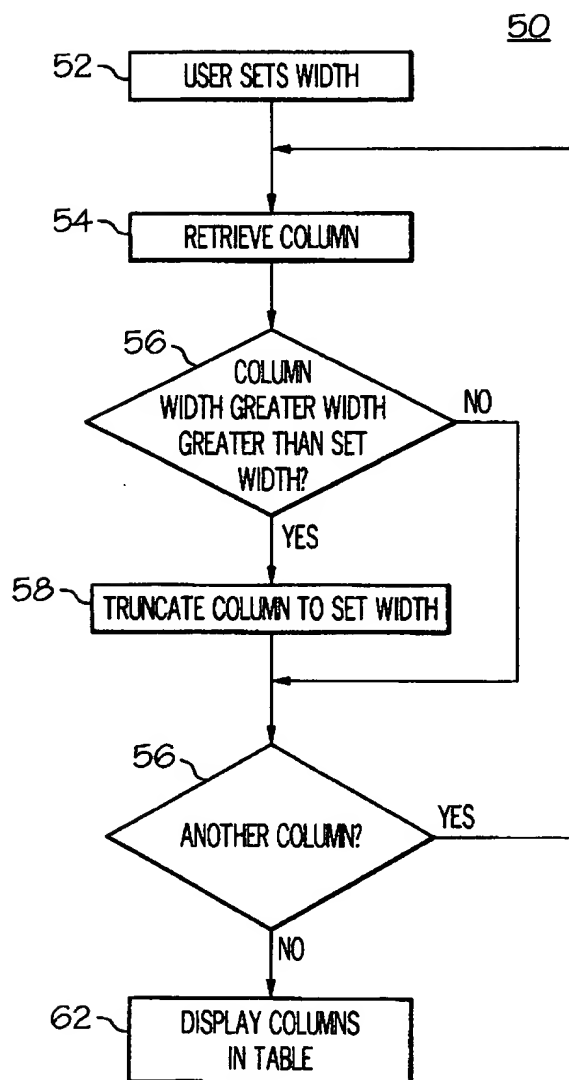 50
52
USER SETS WIDTH
54
RETRIEVE COLUMN
56
COLUMN
WIDTH GREATER WIDTH
GREATER THAN SET
WIDTH?
NO
YES
58
TRUNCATE COLUMN TO SET WIDTH
56
ANOTHER COLUMN?
YES
NO
62
DISPLAY COLUMNS
IN TABLE